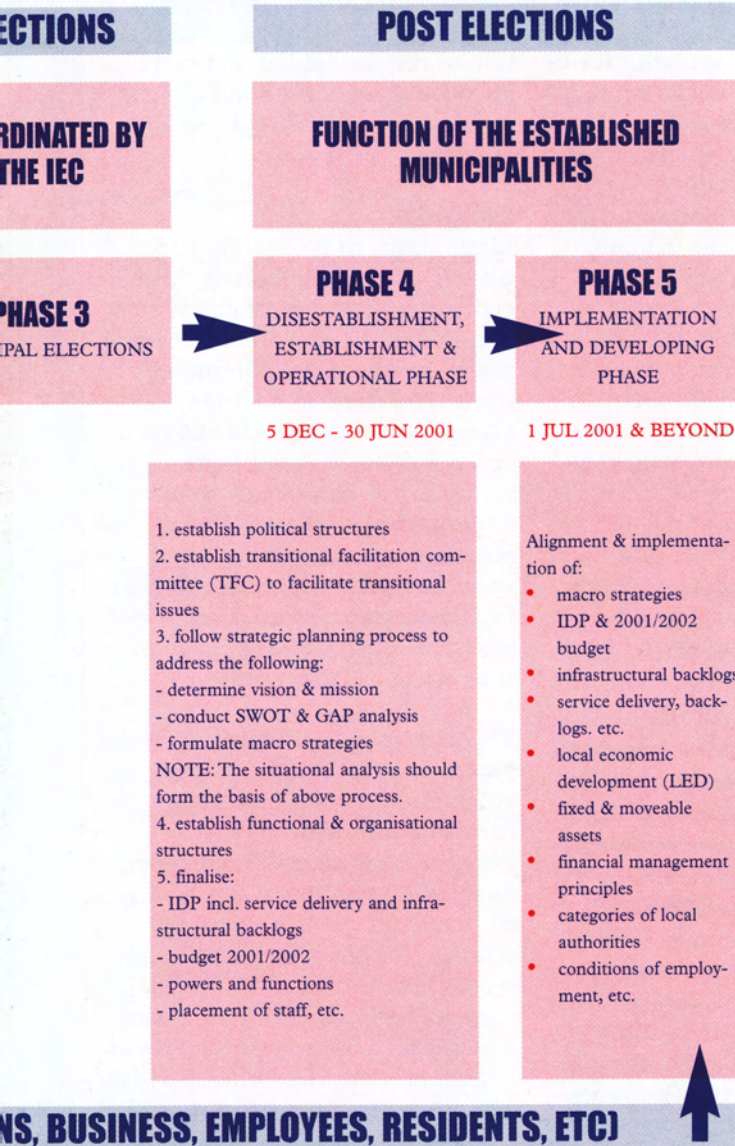 ECTIONS
POST ELECTIONS
RDINATED BY
THE IEC
FUNCTION OF THE ESTABLISHED
MUNICIPALITIES
PHASE 3
IPAL ELECTIONS
PHASE 4
DISESTABLISHMENT,
ESTABLISHMENT &
OPERATIONAL PHASE
PHASE 5
IMPLEMENTATION
AND DEVELOPING
PHASE
5 DEC - 30 JUN 2001
1 JUL 2001 & BEYOND
1. establish political structures
2. establish transitional facilitation com-
mittee (TFC) to facilitate transitional
issues
3. follow strategic planning process to
address the following:
- determine vision & mission
- conduct SWOT & GAP analysis
- formulate macro strategies
NOTE: The situational analysis should
form the basis of above process.
4. establish functional & organisational
structures
5. finalise:
- IDP incl. service delivery and infra-
structural backlogs
- budget 2001/2002
- powers and functions
- placement of staff, etc.
Alignment & implementa-
tion of:
• macro strategies
• IDP & 2001/2002
budget
• infrastructural backlogs
• service delivery, back-
logs. etc.
• local economic
development (LED)
• fixed & moveable
assets
• financial management
principles
• categories of local
authorities
• conditions of employ-
ment, etc.
NS, BUSINESS, EMPLOYEES, RESIDENTS, ETC)